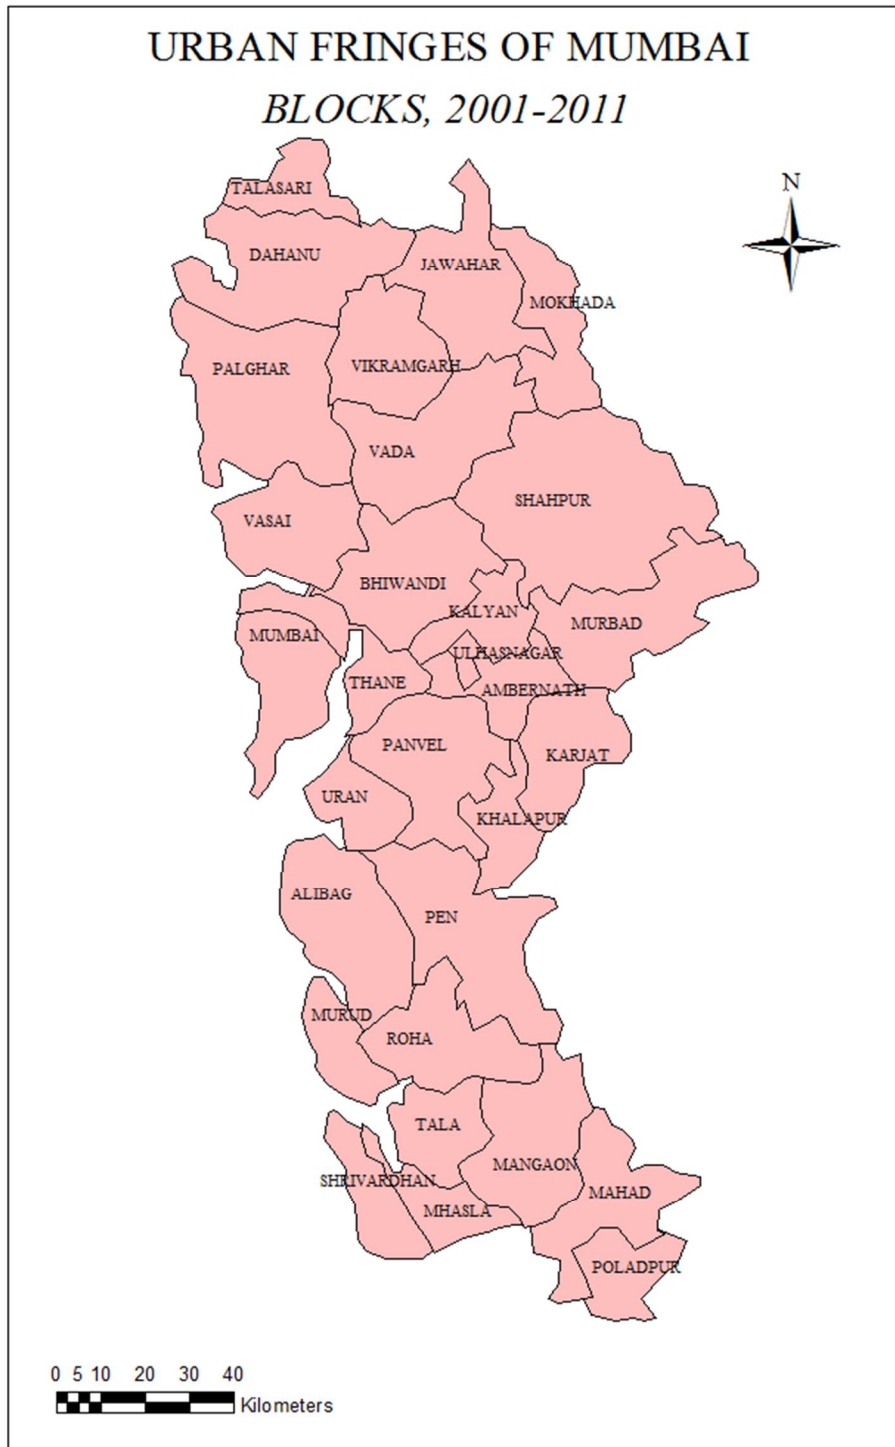 URBAN FRINGES OF MUMBAI
BLOCKS, 2001-2011
N
TALASARI
DAHANU
JAWAHAR
MOKHADA
PALGHAR
VIKRAMGARH
VADA
SHAHPUR
VASAI
BHIWANDI
KALYAN
MURBAD
MUMBAI
ULHASNAGAR
THANE
AMBERNATH
PANVEL
KARJAT
URAN
KHALAPUR
ALIBAG
PEN
MURUD
ROHA
TALA
MANGAON
SHRIVARDHAN
MAHAD
MHASLA
POLADPUR
0 5 10 20 30 40
Kilometers